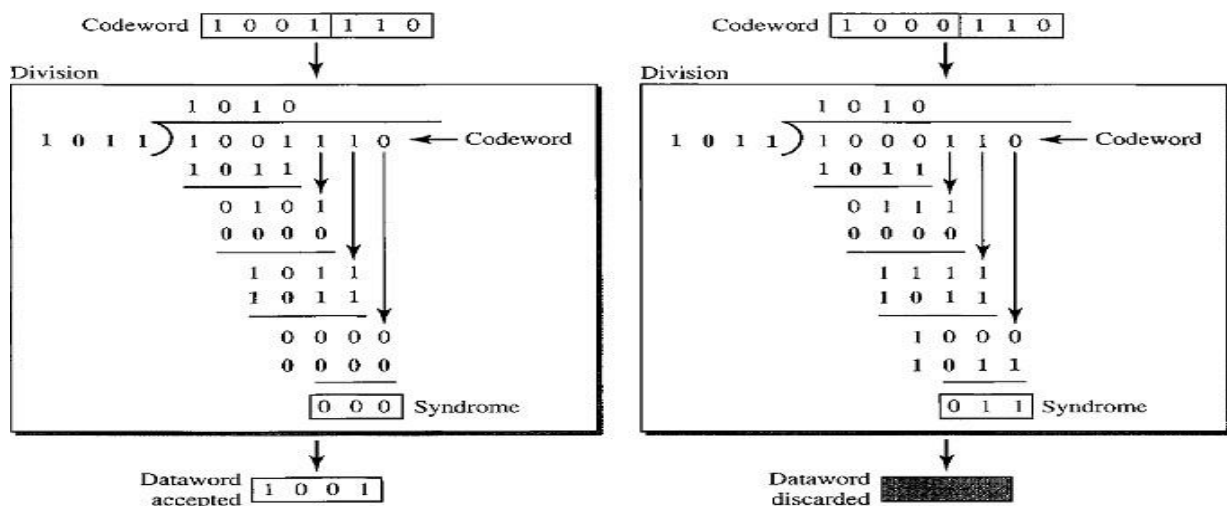 Codeword 1 0 0 1 1 1 0
Division
1 0 1 0
1 0 1 1 1 0 0 1 1 1 0 Codeword
1 0 1 1
0 1 0 1
0 0 0 0
1 0 1 1
1 0 1 1
0 0 0 0
0 0 0 0
0 0 0 Syndrome
Dataword
accepted 1 0 0 1
Codeword 1 0 0 0 1 1 0
Division
1 0 1 0
1 0 1 1 1 0 0 0 1 1 0 Codeword
1 0 1 1
0 1 1 1
0 0 0 0
1 1 1 1
1 0 1 1
1 0 0 0
1 0 1 1
0 1 1 Syndrome
Dataword
discarded